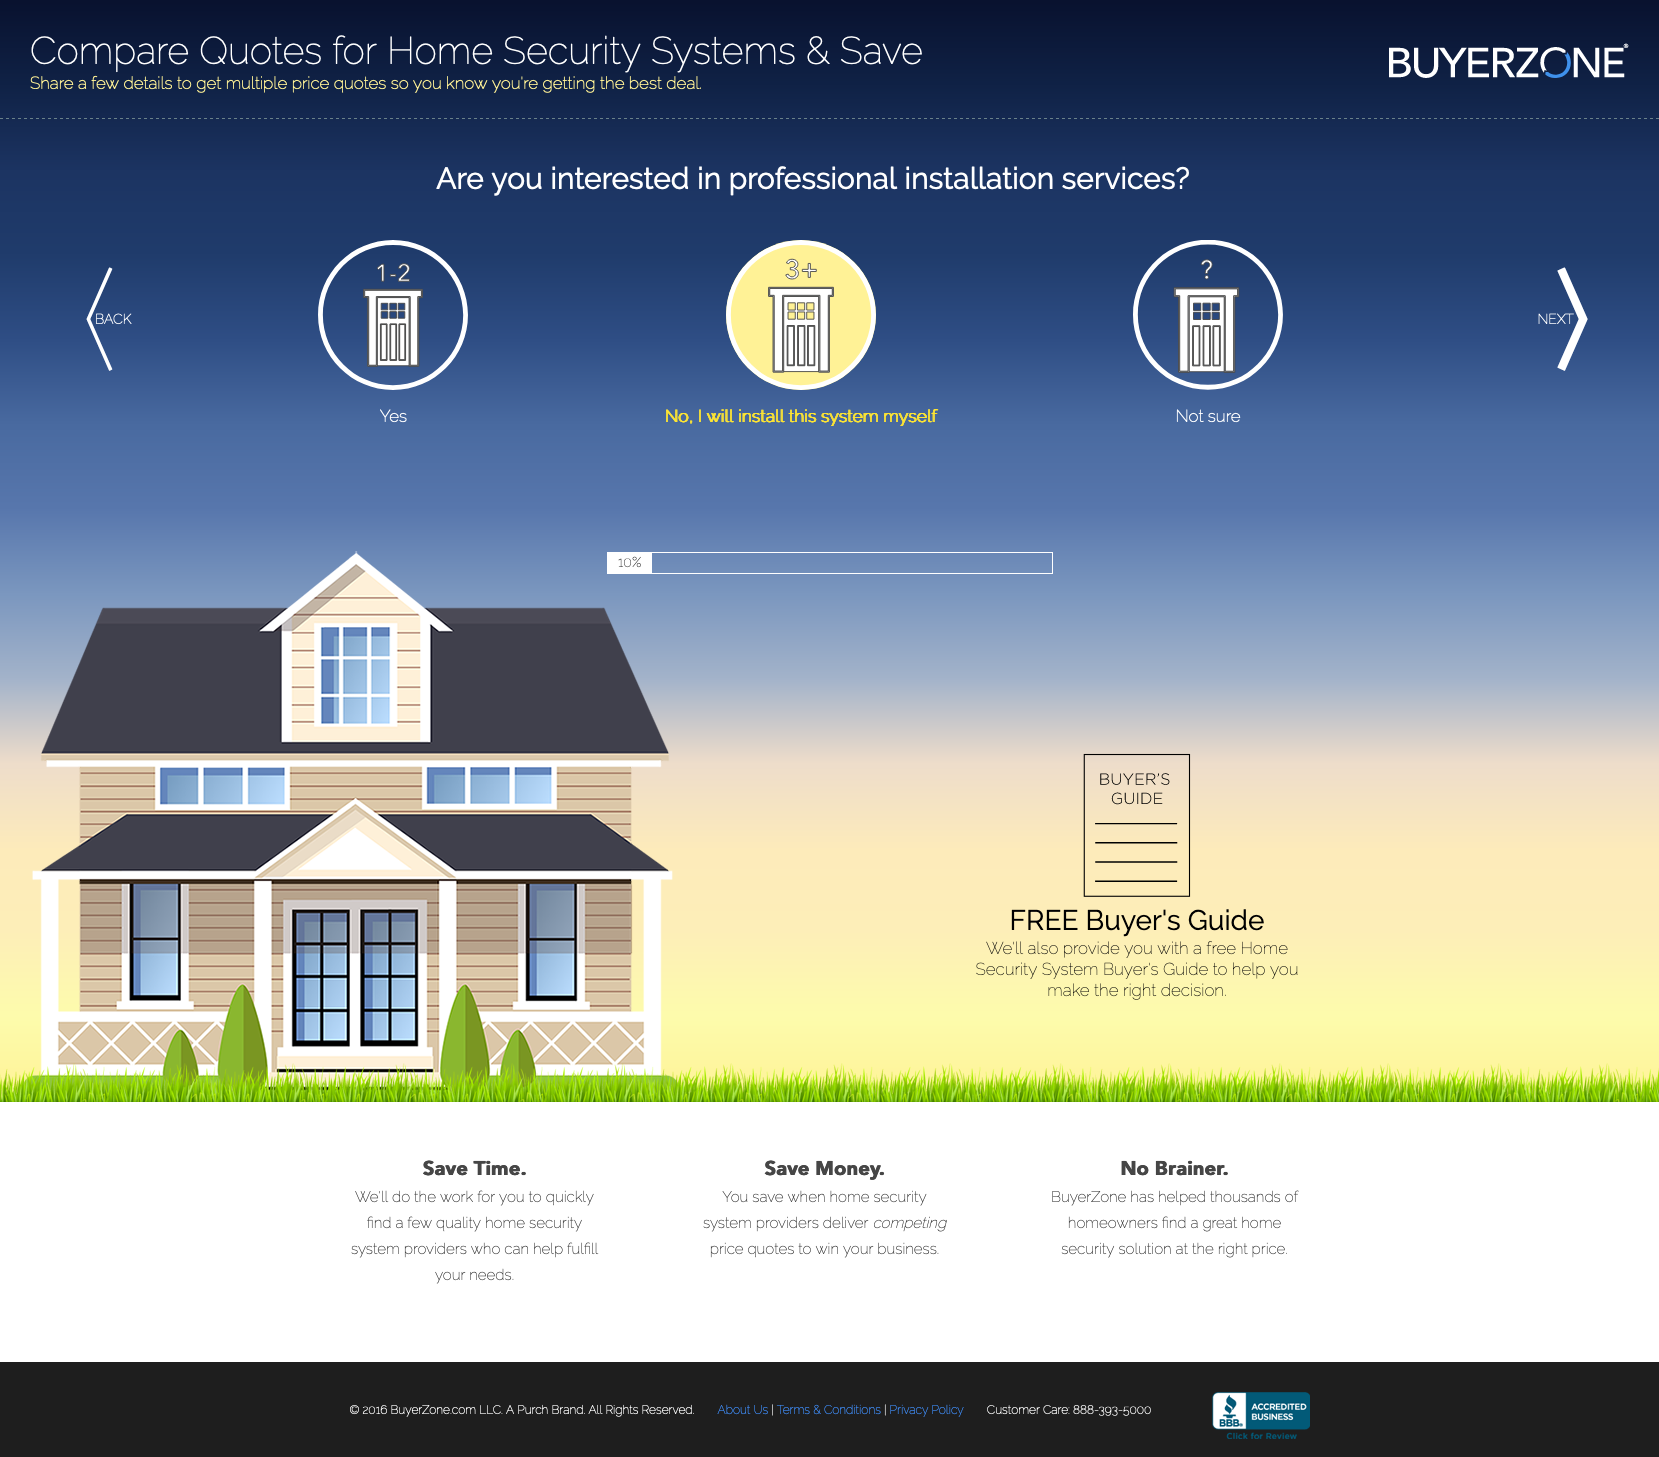 Compare Quotes for Home Security Systems & Save
Share a few details to get multiple price quotes so you know you're getting the best deal.
BUYERZONE®
Are you interested in professional installation services?
BACK
1-2
3+
?
NEXT
Yes
No, I will install this system myself
Not sure
10%
BUYER'S
GUIDE
FREE Buyer's Guide
We'll also provide you with a free Home
Security System Buyer's Guide to help you
make the right decision.
Save Time.
We'll do the work for you to quickly
find a few quality home security
system providers who can help fulfill
your needs.
Save Money.
You save when home security
system providers deliver competing
price quotes to win your business.
No Brainer.
BuyerZone has helped thousands of
homeowners find a great home
security solution at the right price.
© 2016 BuyerZone.com LLC. A Purch Brand. All Rights Reserved. About Us | Terms & Conditions | Privacy Policy Customer Care: 888-393-5000
BBB.
ACCREDITED
BUSINESS
Click for Review